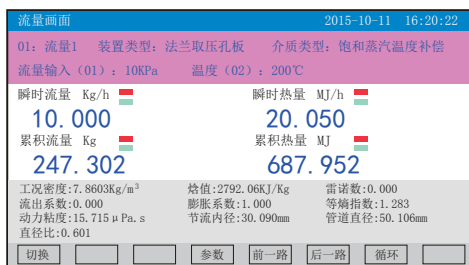 流量画面 2015-10-11 16:20:22
01: 流量1 装置类型: 法兰取压孔板 介质类型: 饱和蒸汽温度补偿
流量输入（01）: 10KPa 温度（02）: 200℃
瞬时流量 Kg/h 瞬时热量 MJ/h
10.000 20.050
累积流量 Kg 累积热量 MJ
247.302 687.952
工况密度:7.8603Kg/m³ 焓值:2792.06KJ/Kg 雷诺数:0.000
流出系数:0.000 膨胀系数:1.000 等熵指数:1.283
动力粘度:15.715μPa.s 节流内径:30.090mm 管道直径:50.106mm
直径比:0.601
切换 参数 前一路 后一路 循环